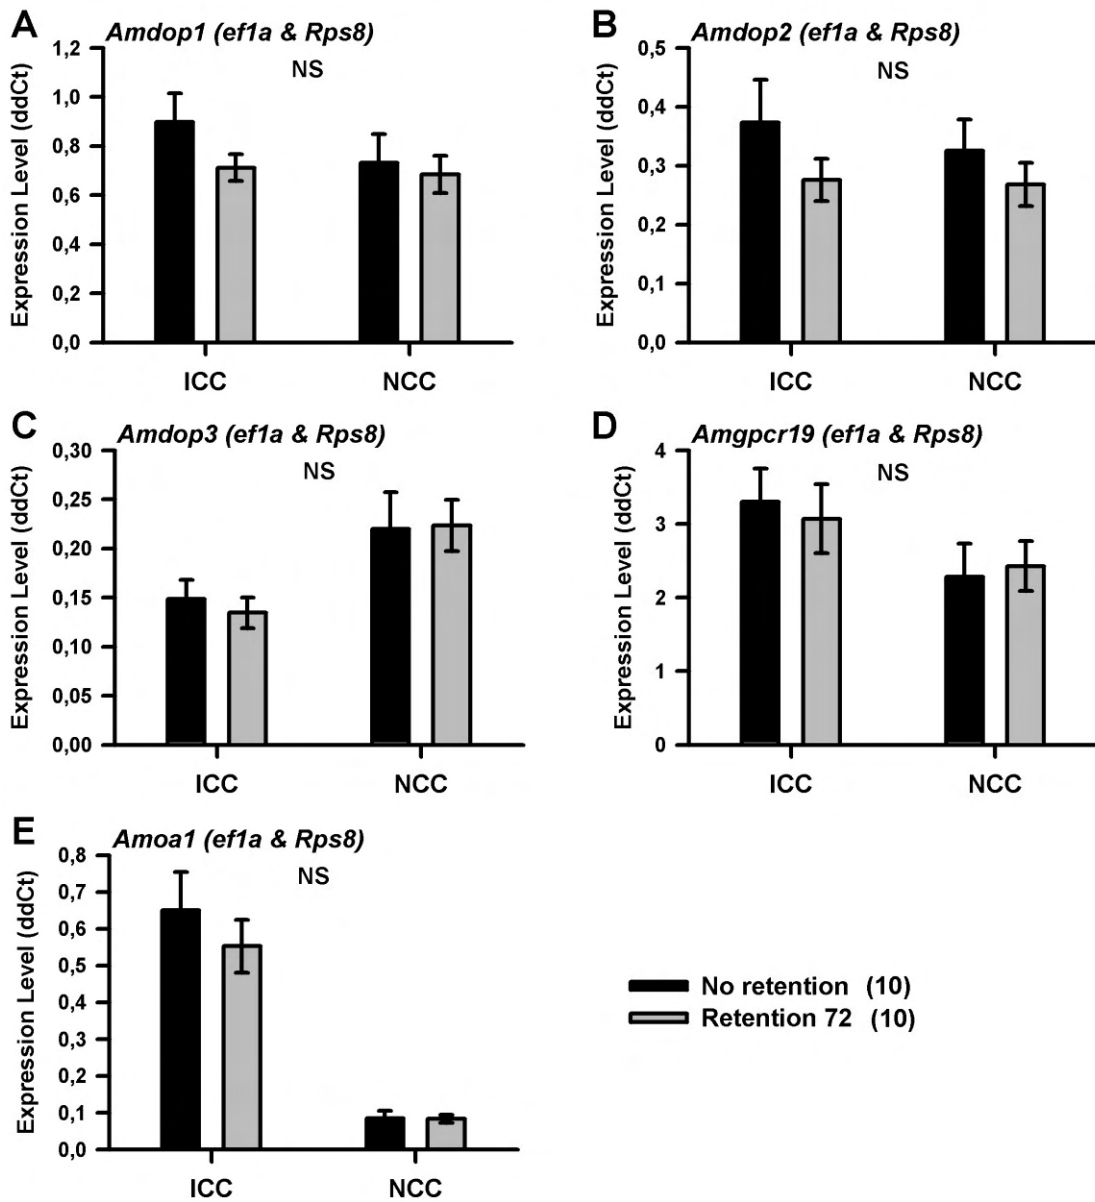 A
Amdop1 (ef1a & Rps8)
NS
Expression Level (ddCt)
1,2
1,0
0,8
0,6
0,4
0,2
0,0
ICC NCC
B
Amdop2 (ef1a & Rps8)
NS
Expression Level (ddCt)
0,5
0,4
0,3
0,2
0,1
0,0
ICC NCC
C
Amdop3 (ef1a & Rps8)
NS
Expression Level (ddCt)
0,30
0,25
0,20
0,15
0,10
0,05
0,00
ICC NCC
D
Amgpcr19 (ef1a & Rps8)
NS
Expression Level (ddCt)
4
3
2
1
0
ICC NCC
E
Amoa1 (ef1a & Rps8)
NS
Expression Level (ddCt)
0,8
0,7
0,6
0,5
0,4
0,3
0,2
0,1
0,0
ICC NCC
No retention (10)
Retention 72 (10)